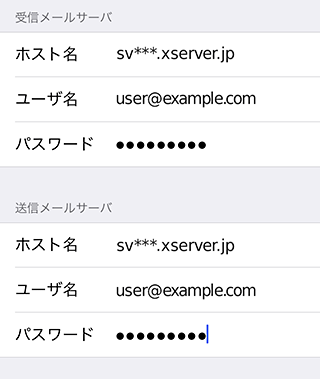 受信メールサーバ
ホスト名 sv***.xserver.jp
ユーザ名 user@example.com
パスワード ●●●●●●●●●
送信メールサーバ
ホスト名 sv***.xserver.jp
ユーザ名 user@example.com
パスワード ●●●●●●●●●